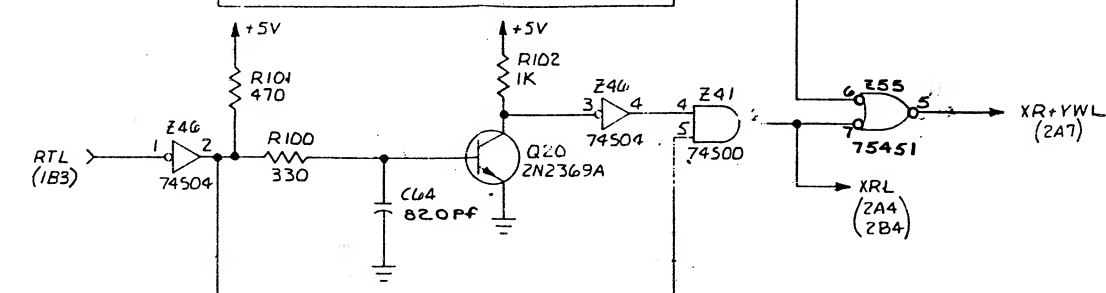 +5V
R101
470
Z46
1
2
74S04
RTL
(1B3)
R100
330
C64
820Pf
+5V
R102
1K
Q20
2N2369A
Z46
3
4
74S04
Z41
4
5
74S00
Z55
6
7
5
75451
XR+YWL
(2A7)
XRL
(2A4
2B4)